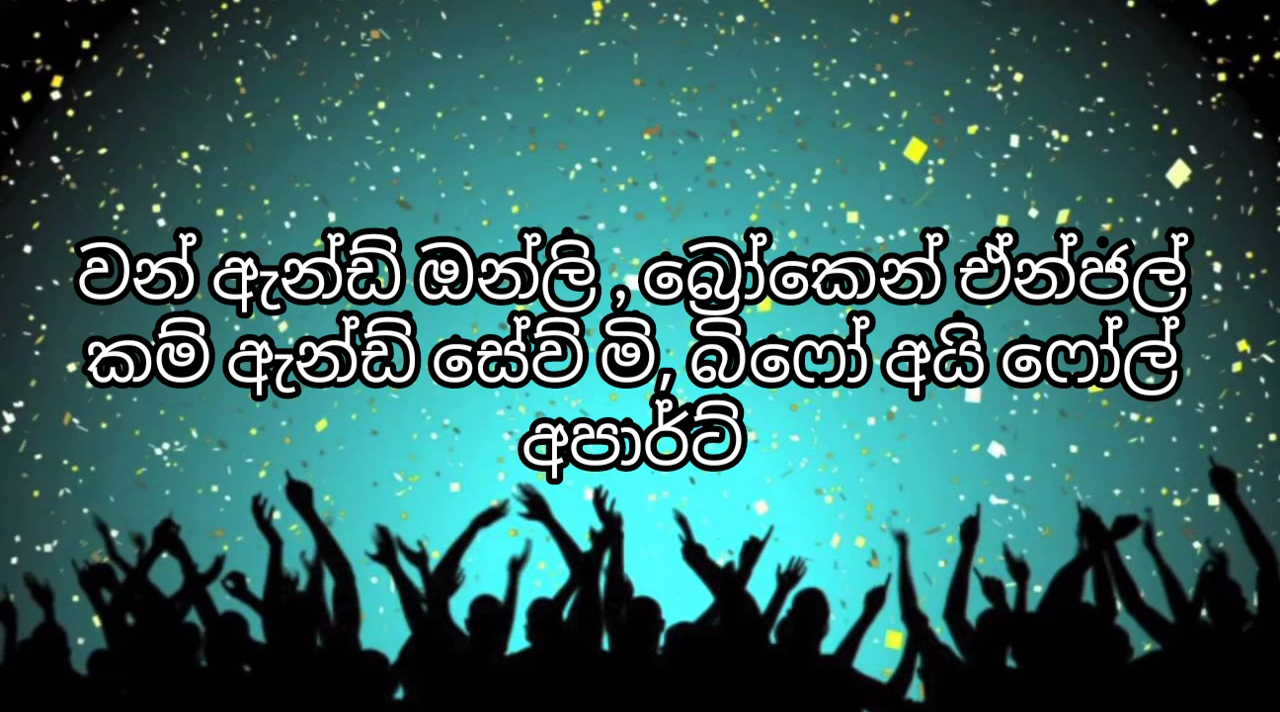 වන් ඇන්ඩ් ඔන්ලි , බ්‍රෝකෙන් ඒන්ජල්
කම් ඇන්ඩ් සේව් මි, බිෆෝ අයි ෆෝල්
අපාර්ට්